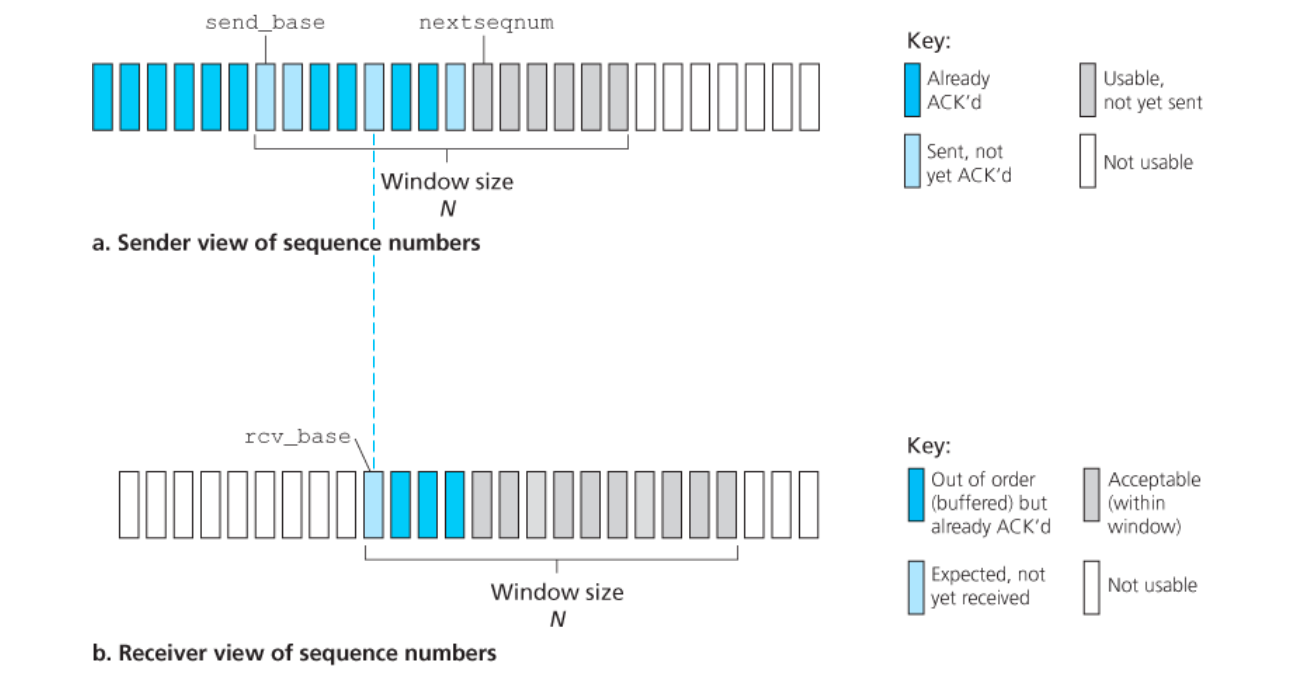 send_base
nextseqnum
Key:
Already
ACK’d
Usable,
not yet sent
Sent, not
yet ACK’d
Not usable
Window size
N
a. Sender view of sequence numbers
rcv_base
Key:
Out of order
(buffered) but
already ACK’d
Acceptable
(within
window)
Expected, not
yet received
Not usable
Window size
N
b. Receiver view of sequence numbers